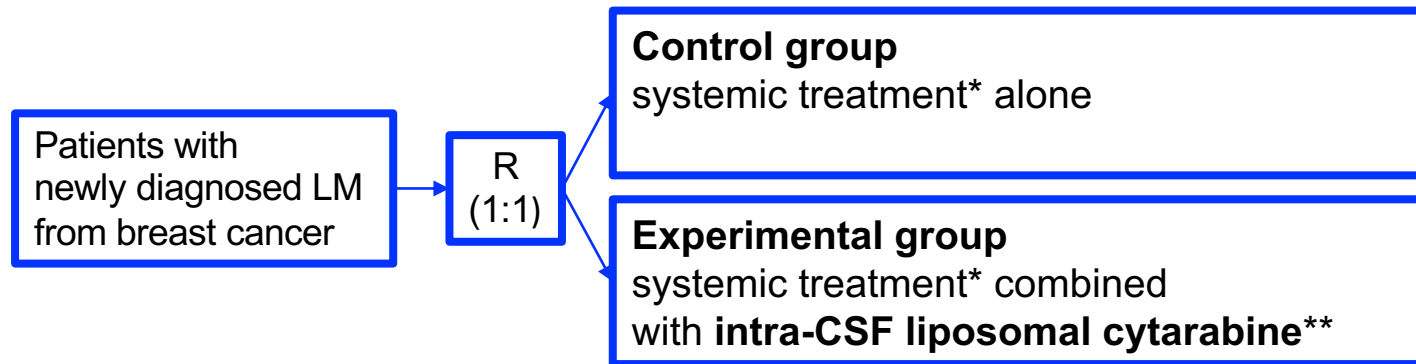 Patients with
newly diagnosed LM
from breast cancer
R
(1:1)
Control group
systemic treatment* alone
Experimental group
systemic treatment* combined
with intra-CSF liposomal cytarabine**